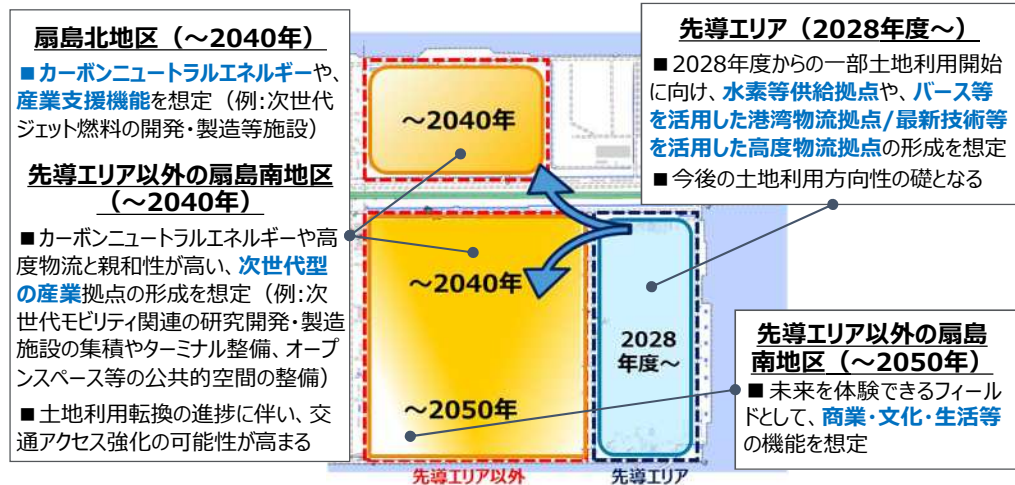 扇島北地区（～2040年）
■カーボンニュートラルエネルギーや、
産業支援機能を想定（例:次世代
ジェット燃料の開発・製造等施設）
先導エリア以外の扇島南地区
（～2040年）
■カーボンニュートラルエネルギーや高
度物流と親和性が高い、次世代型
の産業拠点の形成を想定（例:次
世代モビリティ関連の研究開発・製造
施設の集積やターミナル整備、オープ
ンスペース等の公共的空間の整備）
■土地利用転換の進捗に伴い、交
通アクセス強化の可能性が高まる
～2040年
～2040年
～2050年
2028
年度～
先導エリア以外
先導エリア
先導エリア（2028年度～）
■2028年度からの一部土地利用開始
に向け、水素等供給拠点や、バース等
を活用した港湾物流拠点/最新技術等
を活用した高度物流拠点の形成を想定
■今後の土地利用方向性の礎となる
先導エリア以外の扇島
南地区（～2050年）
■ 未来を体験できるフィール
ドとして、商業・文化・生活等
の機能を想定